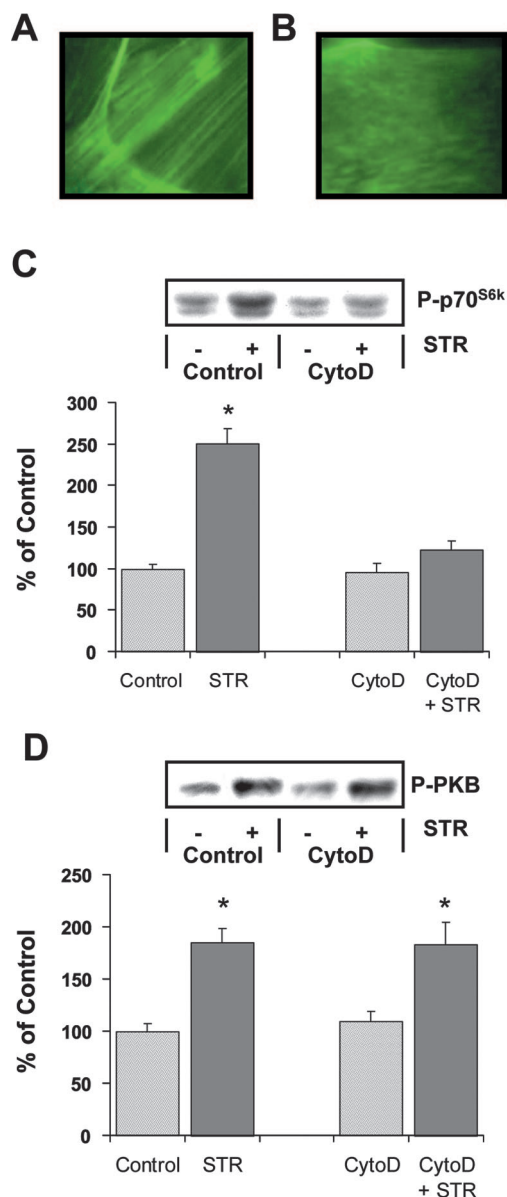 A B
C
P-p70S6k
- + - + STR
Control CytoD
300
250
200
150
100
50
0
% of Control
*
Control STR CytoD CytoD
+ STR
D
P-PKB
- + - + STR
Control CytoD
250
200
150
100
50
0
% of Control
* *
Control STR CytoD CytoD
+ STR